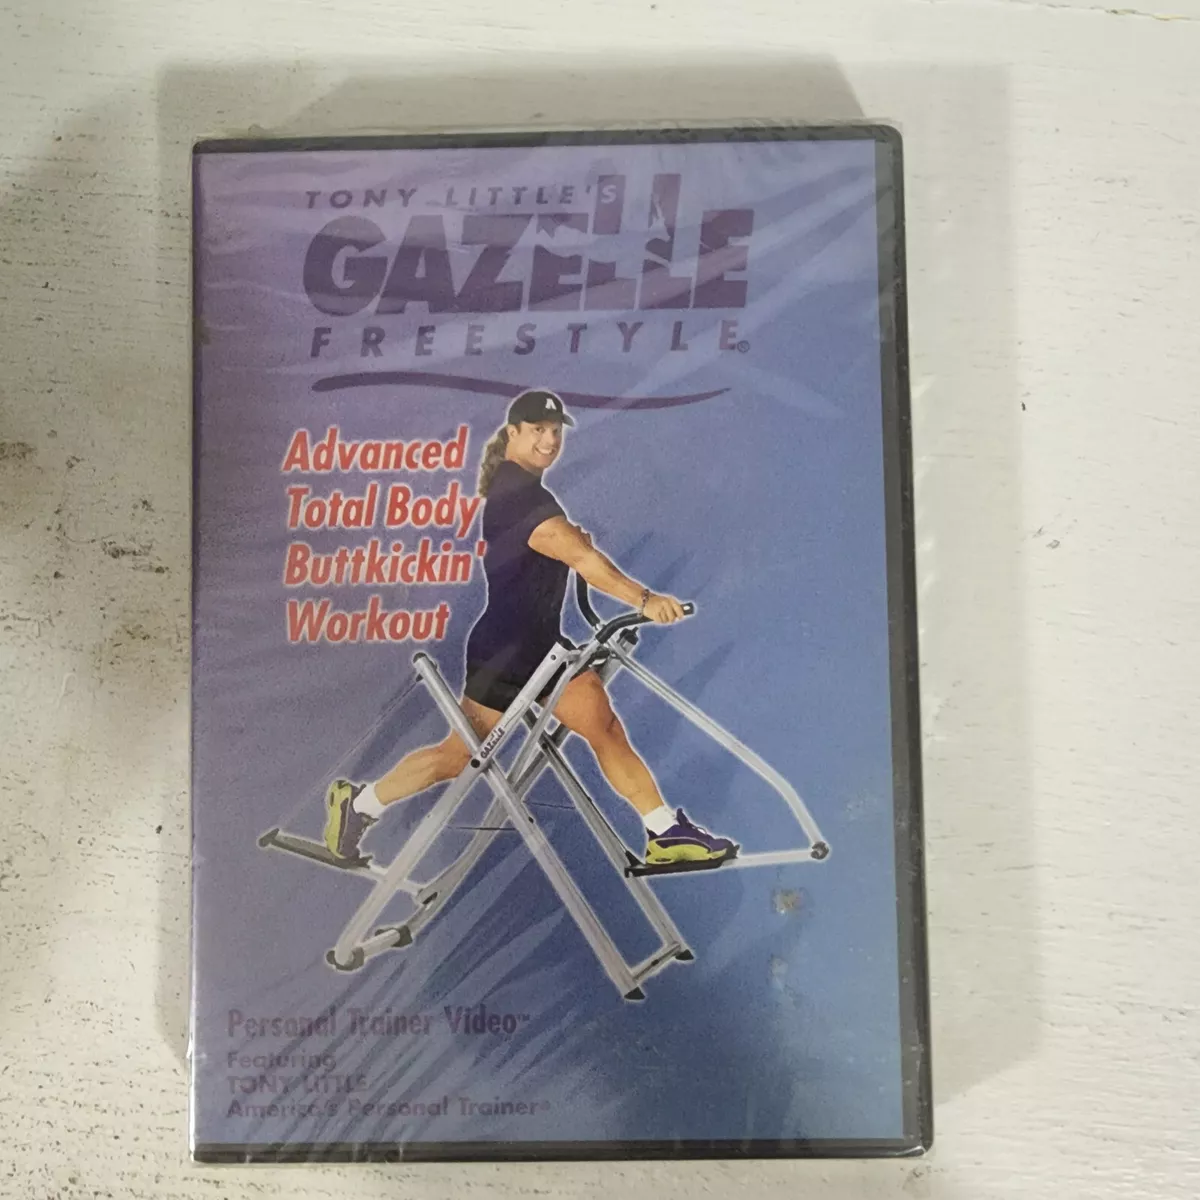 TONY LITTLE'S
GAZELLE
FREESTYLE®
Advanced
Total Body
Buttkickin'
Workout
A
GAZELLE
Personal Trainer Video™
Featuring
TONY LITTLE
America's Personal Trainer®